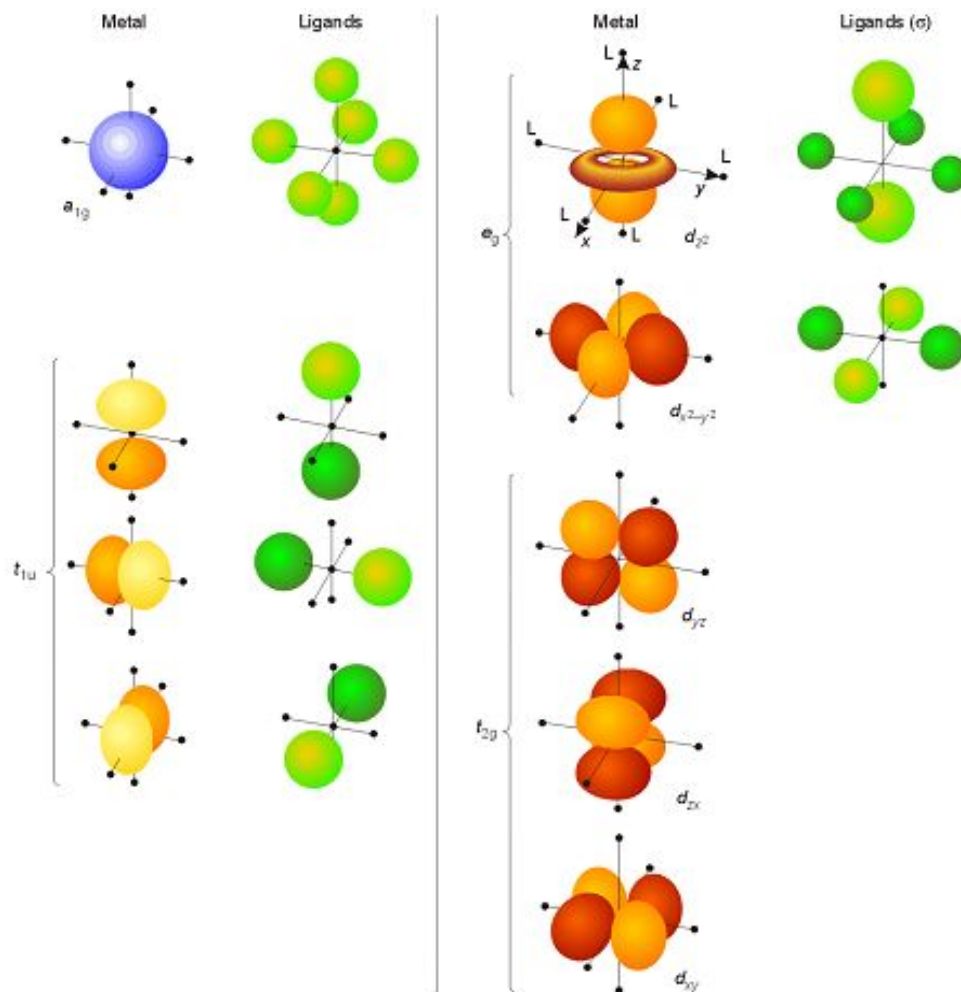 Metal
Ligands
a1g
t1u
Metal
Ligands (σ)
L
z
L
L
L
y
L
x
L
eg
dz2
dx2–y2
dyz
t2g
dzx
dxy